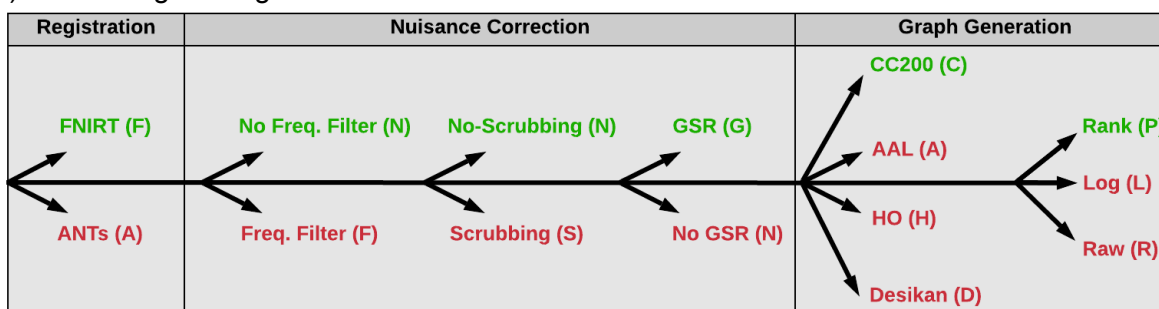 Registration
Nuisance Correction
Graph Generation
FNIRT (F)
ANTs (A)
No Freq. Filter (N)
Freq. Filter (F)
No-Scrubbing (N)
Scrubbing (S)
GSR (G)
No GSR (N)
CC200 (C)
AAL (A)
HO (H)
Desikan (D)
Rank (P)
Log (L)
Raw (R)